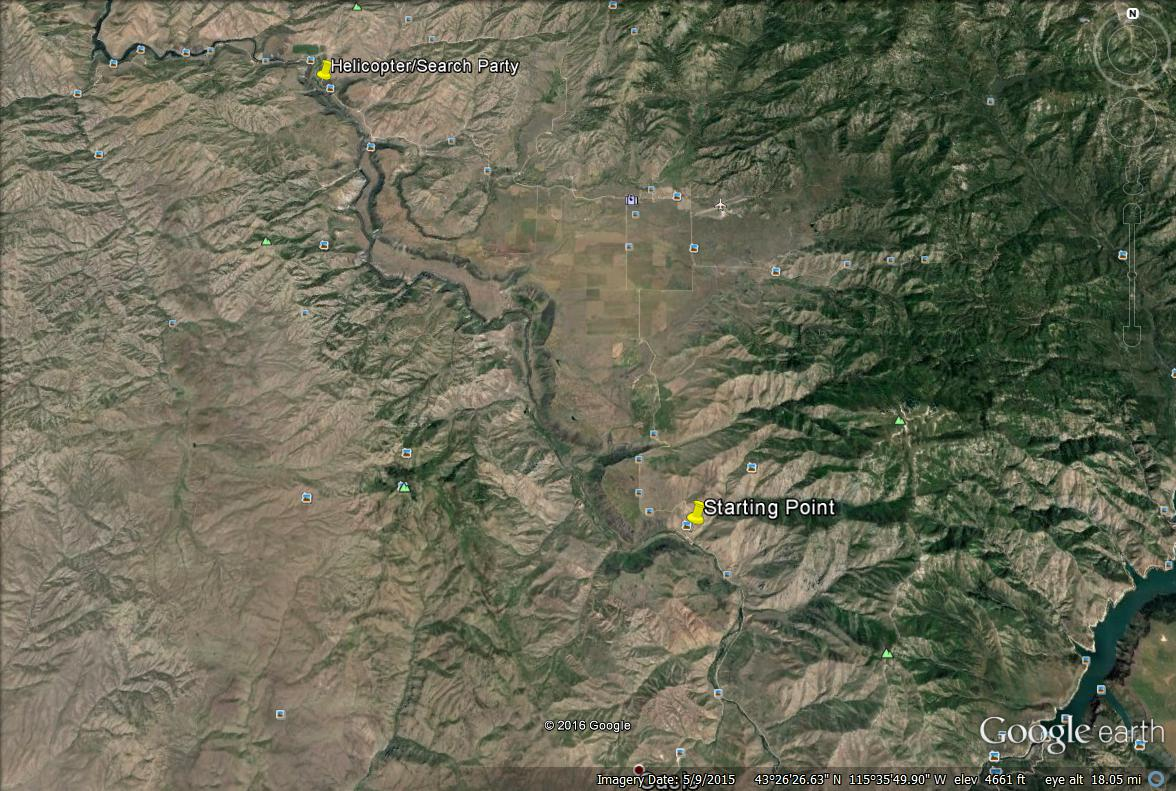 N
Helicopter/Search Party
Starting Point
© 2016 Google
Google earth
Imagery Date: 5/9/2015 43°26'26.63" N 115°35'49.90" W elev 4661 ft eye alt 18.05 mi